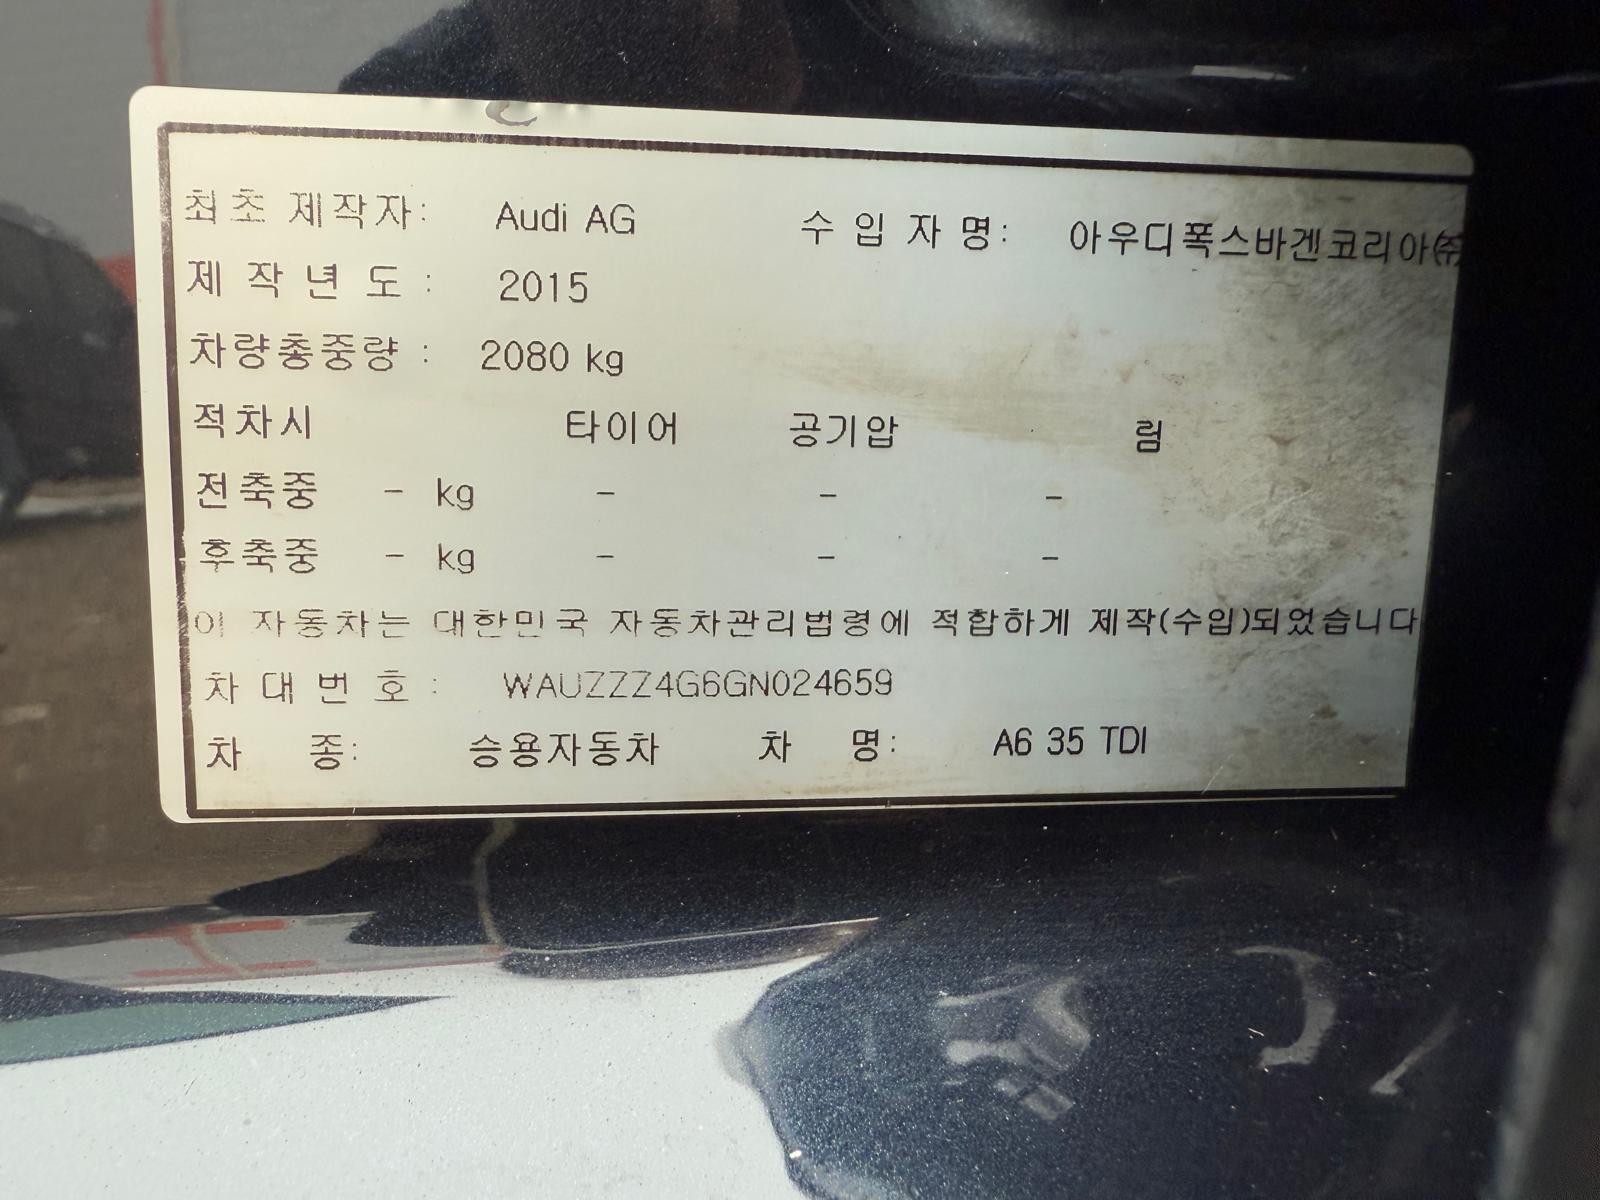 최초 제작자: Audi AG 수 입 자 명: 아우디폭스바겐코리아㈜
제 작 년 도 : 2015
차량총중량 : 2080 kg
적차시 타이어 공기압 림
전축중 - kg - - -
후축중 - kg - - -
이 자동차는 대한민국 자동차관리법령에 적합하게 제작(수입)되었습니다
차 대 번 호 : WAUZZZ4G6GN024659
차 종: 승용자동차 차 명: A6 35 TDI